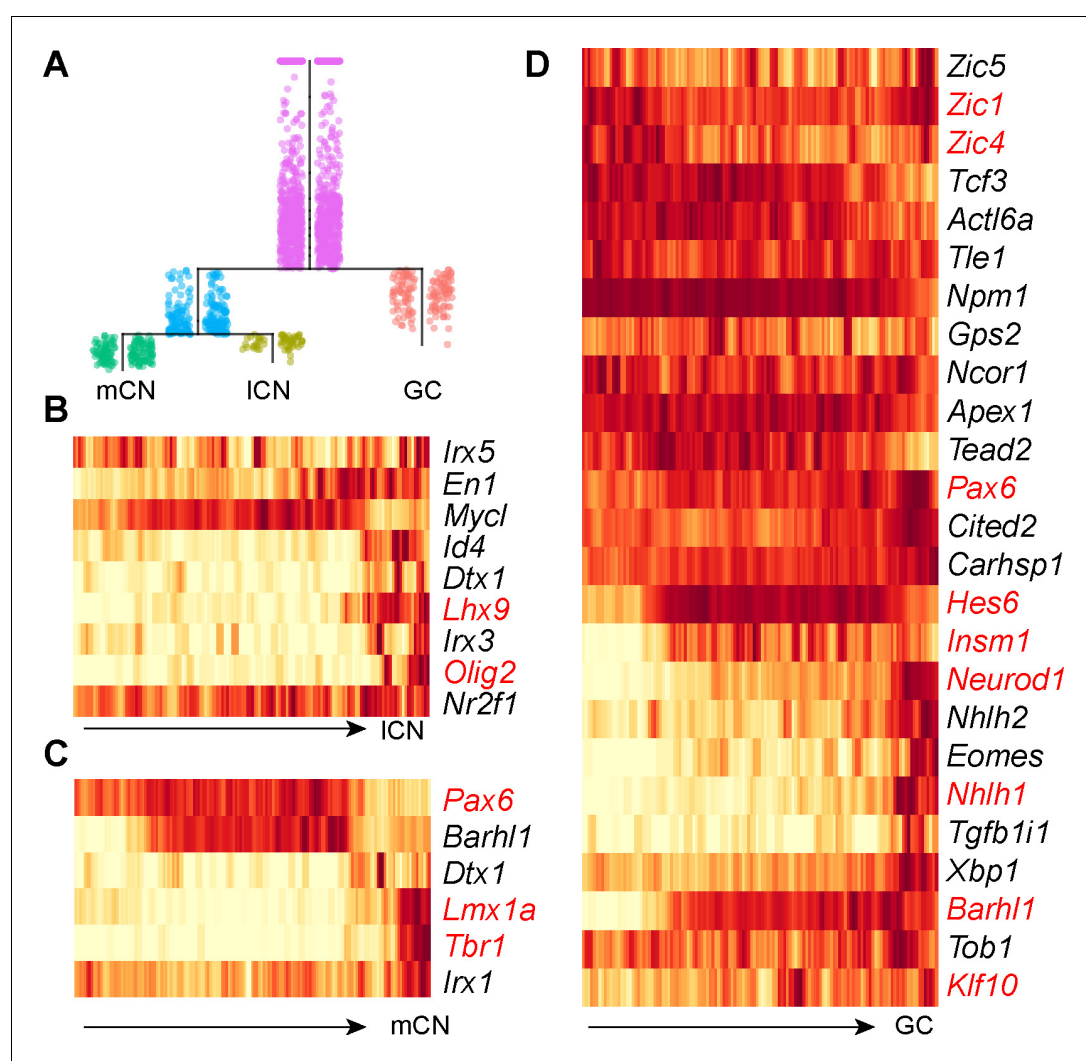 A
mCN
lCN
GC
B
Irx5
En1
Mycl
Id4
Dtx1
Lhx9
Irx3
Olig2
Nr2f1
lCN
C
Pax6
Barhl1
Dtx1
Lmx1a
Tbr1
Irx1
mCN
D
Zic5
Zic1
Zic4
Tcf3
Actl6a
Tle1
Npm1
Gps2
Ncor1
Apex1
Tead2
Pax6
Cited2
Carhsp1
Hes6
Insm1
Neurod1
Nhlh2
Eomes
Nhlh1
Tgfb1i1
Xbp1
Barhl1
Tob1
Klf10
GC